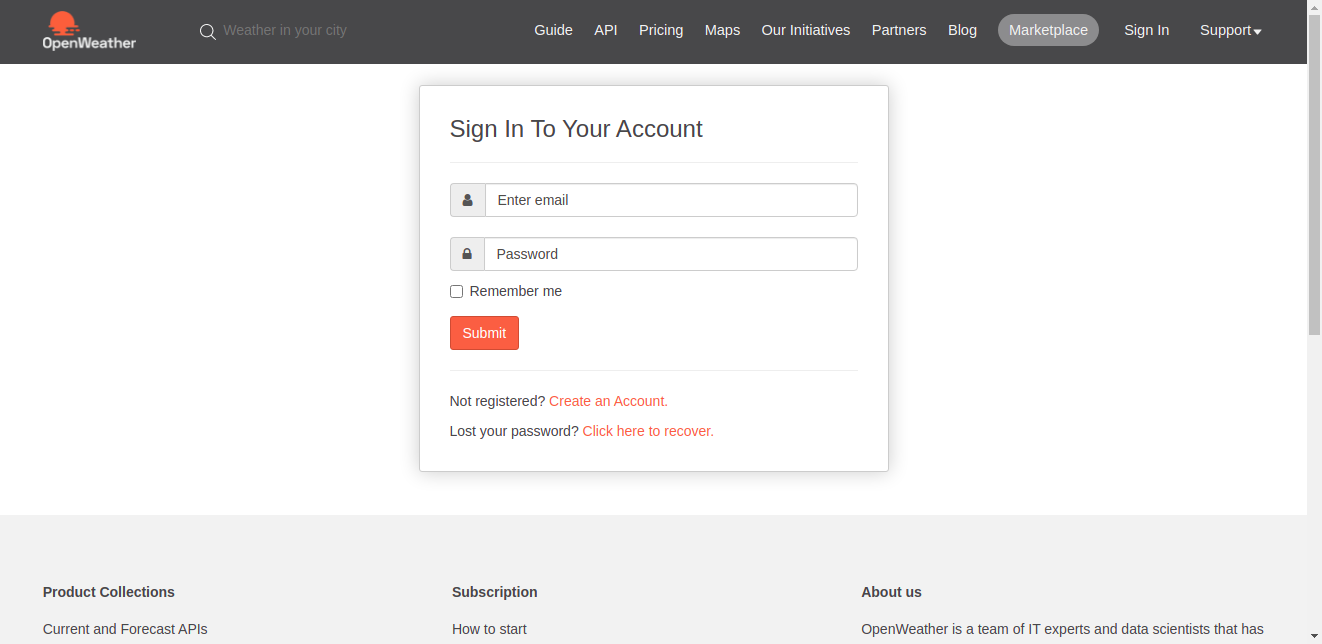 OpenWeather
Weather in your city
Guide API Pricing Maps Our Initiatives Partners Blog Marketplace Sign In Support
Sign In To Your Account
Enter email
Password
Remember me
Submit
Not registered? Create an Account.
Lost your password? Click here to recover.
Product Collections
Current and Forecast APIs
Subscription
How to start
About us
OpenWeather is a team of IT experts and data scientists that has